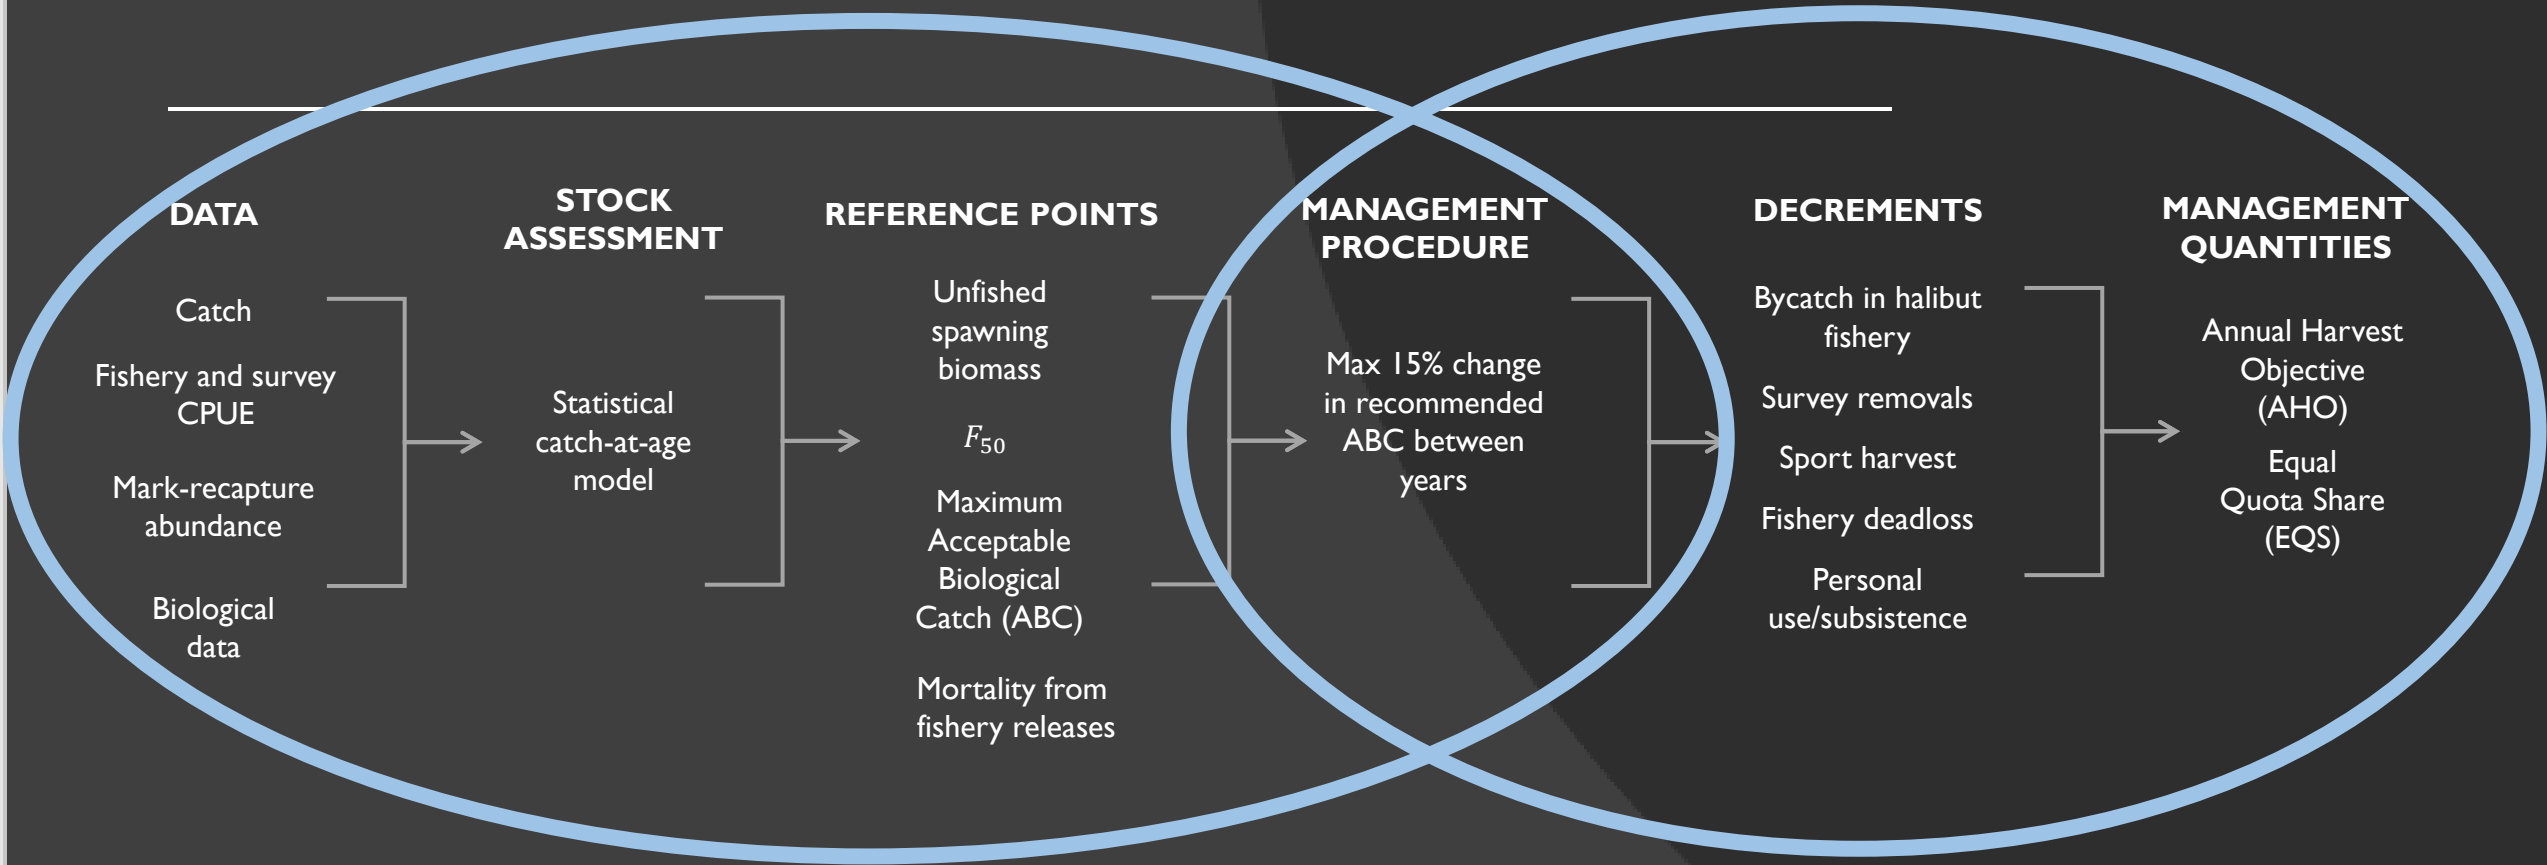 DATA
Catch
Fishery and survey
CPUE
Mark-recapture
abundance
Biological
data
STOCK
ASSESSMENT
Statistical
catch-at-age
model
REFERENCE POINTS
Unfished
spawning
biomass
F₅₀
Maximum
Acceptable
Biological
Catch (ABC)
Mortality from
fishery releases
MANAGEMENT
PROCEDURE
Max 15% change
in recommended
ABC between
years
DECREMENTS
Bycatch in halibut
fishery
Survey removals
Sport harvest
Fishery deadloss
Personal
use/subsistence
MANAGEMENT
QUANTITIES
Annual Harvest
Objective
(AHO)
Equal
Quota Share
(EQS)